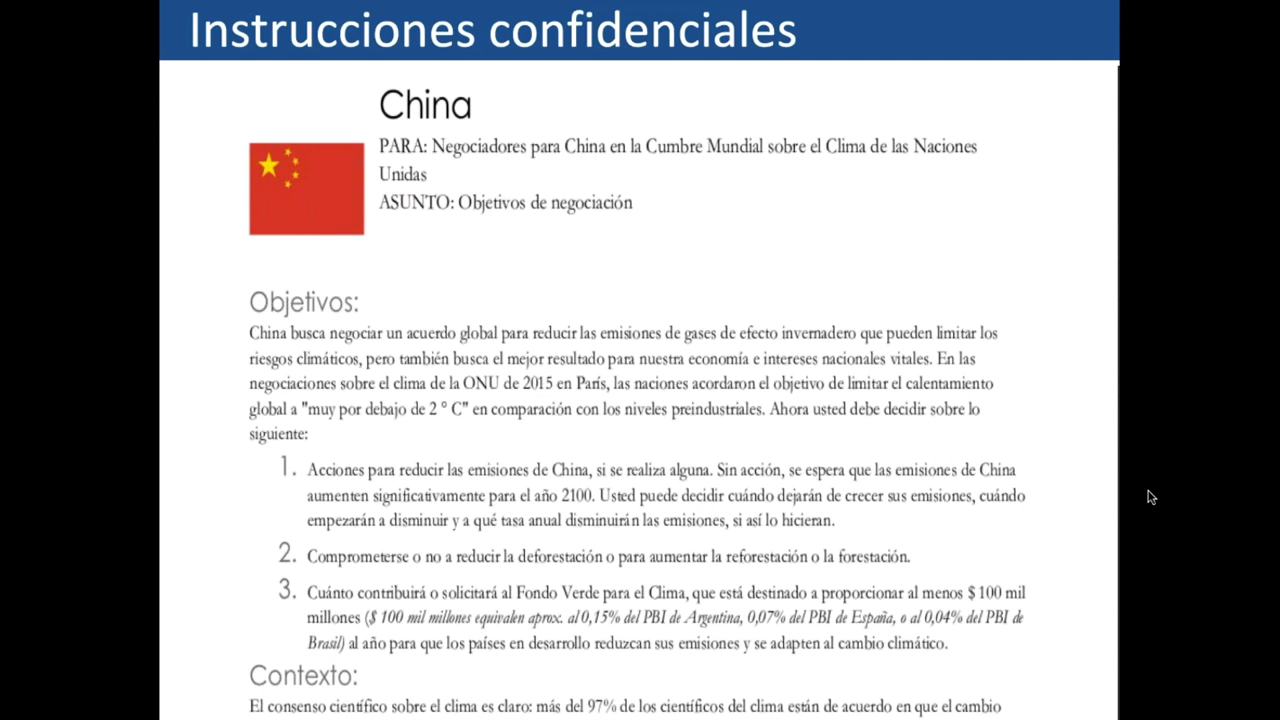 Instrucciones confidenciales
China
PARA: Negociadores para China en la Cumbre Mundial sobre el Clima de las Naciones
Unidas
ASUNTO: Objetivos de negociación
Objetivos:
China busca negociar un acuerdo global para reducir las emisiones de gases de efecto invernadero que pueden limitar los
riesgos climáticos, pero también busca el mejor resultado para nuestra economía e intereses nacionales vitales. En las
negociaciones sobre el clima de la ONU de 2015 en París, las naciones acordaron el objetivo de limitar el calentamiento
global a "muy por debajo de 2 ° C" en comparación con los niveles preindustriales. Ahora usted debe decidir sobre lo
siguiente:
1. Acciones para reducir las emisiones de China, si se realiza alguna. Sin acción, se espera que las emisiones de China
aumenten significativamente para el año 2100. Usted puede decidir cuándo dejarán de crecer sus emisiones, cuándo
empezarán a disminuir y a qué tasa anual disminuirán las emisiones, si así lo hicieran.
2. Comprometerse o no a reducir la deforestación o para aumentar la reforestación o la forestación.
3. Cuánto contribuirá o solicitará al Fondo Verde para el Clima, que está destinado a proporcionar al menos $ 100 mil
millones ($ 100 mil millones equivalen aprox. al 0,15% del PBI de Argentina, 0,07% del PBI de España, o al 0,04% del PBI de
Brasil) al año para que los países en desarrollo reduzcan sus emisiones y se adapten al cambio climático.
Contexto:
El consenso científico sobre el clima es claro: más del 97% de los científicos del clima están de acuerdo en que el cambio